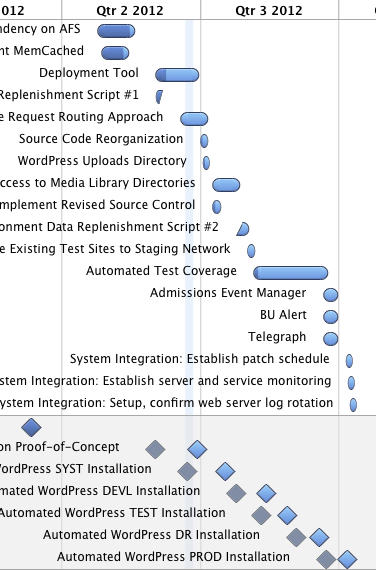 012 Qtr 2 2012 Qtr 3 2012
ndency on AFS
nt MemCached
Deployment Tool
Replenishment Script #1
e Request Routing Approach
Source Code Reorganization
WordPress Uploads Directory
ccess to Media Library Directories
mplement Revised Source Control
onment Data Replenishment Script #2
e Existing Test Sites to Staging Network
Automated Test Coverage
Admissions Event Manager
BU Alert
Telegraph
System Integration: Establish patch schedule
stem Integration: Establish server and service monitoring
ystem Integration: Setup, confirm web server log rotation
on Proof-of-Concept
WordPress SYST Installation
mated WordPress DEVL Installation
Automated WordPress TEST Installation
Automated WordPress DR Installation
Automated WordPress PROD Installation